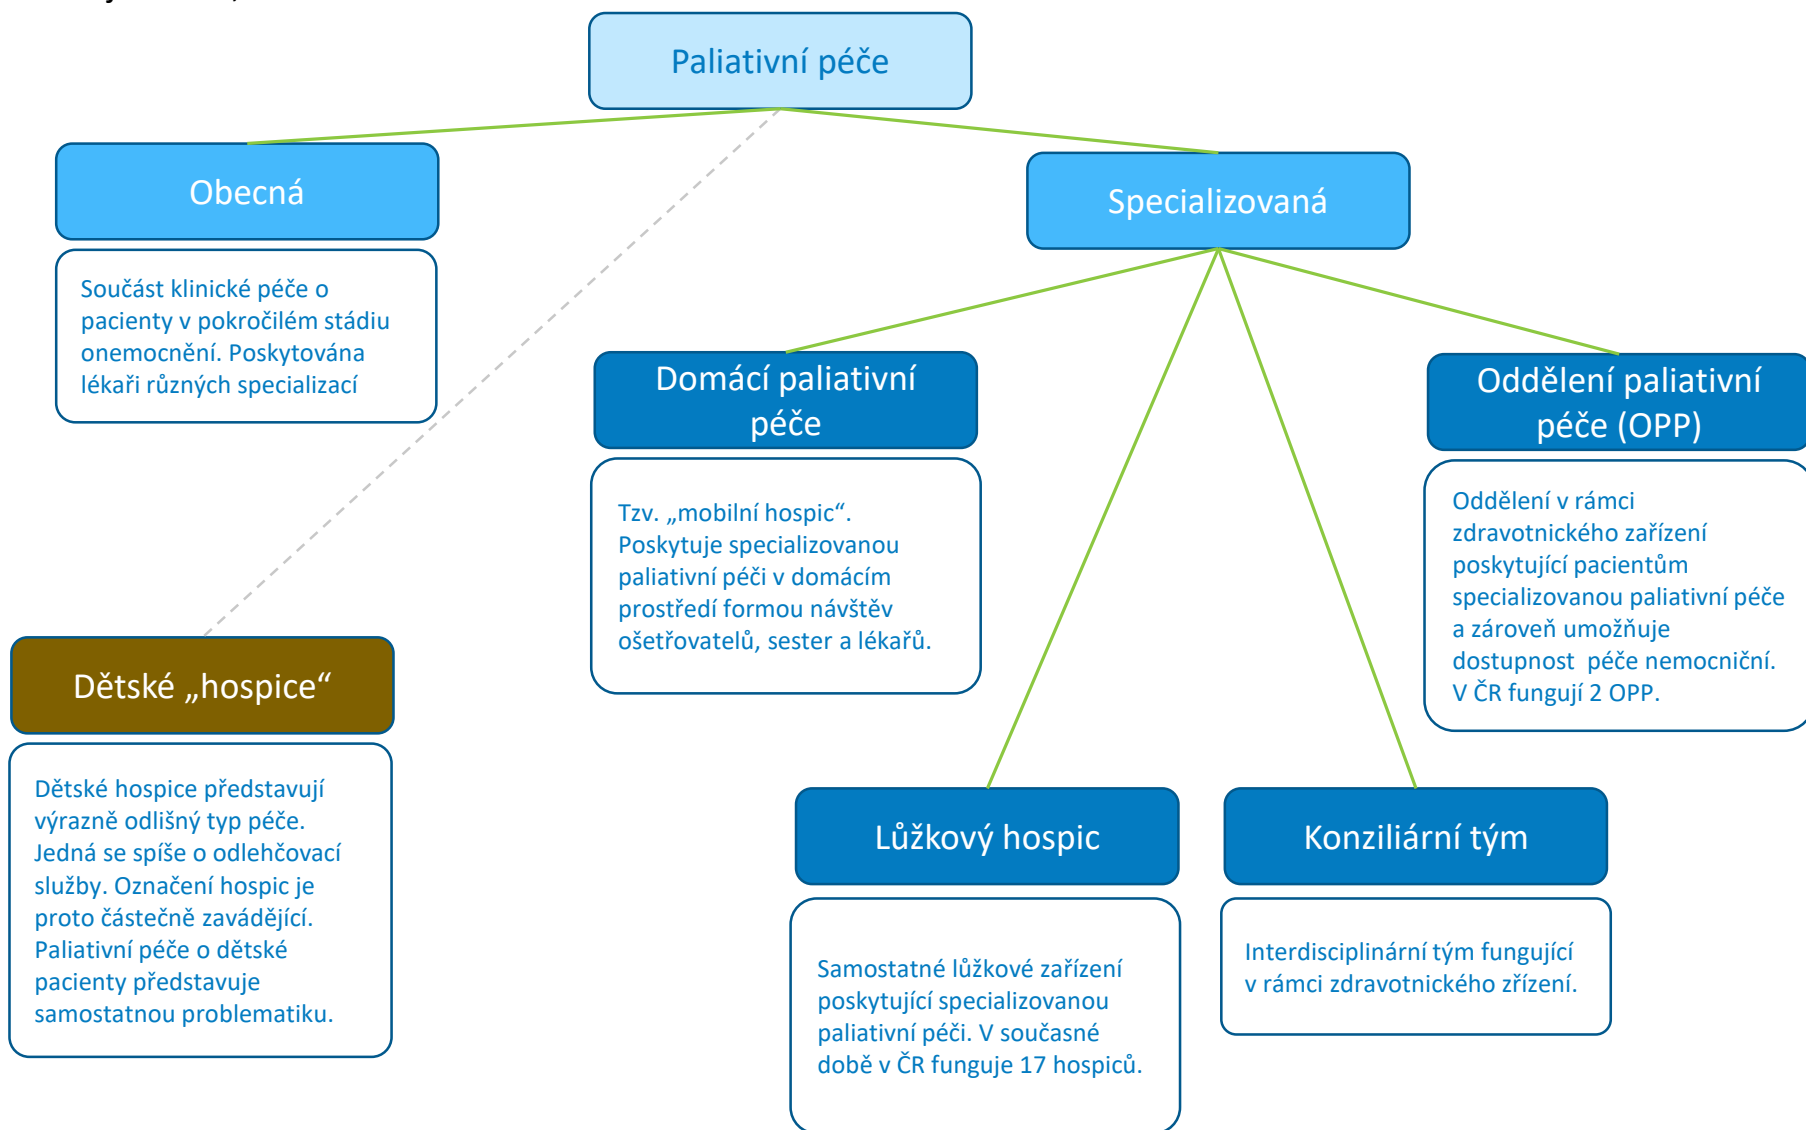 Paliativní péče
Obecná
Specializovaná
Součást klinické péče o
pacienty v pokročilém stádiu
onemocnění. Poskytována
lékaři různých specializací
Domácí paliativní
péče
Oddělení paliativní
péče (OPP)
Tzv. „mobilní hospic“.
Poskytuje specializovanou
paliativní péči v domácím
prostředí formou návštěv
ošetřovatelů, sester a lékařů.
Oddělení v rámci
zdravotnického zařízení
poskytující pacientům
specializovanou paliativní péče
a zároveň umožňuje
dostupnost  péče nemocniční.
V ČR fungují 2 OPP.
Dětské „hospice“
Dětské hospice představují
výrazně odlišný typ péče.
Jedná se spíše o odlehčovací
služby. Označení hospic je
proto částečně zavádějící.
Paliativní péče o dětské
pacienty představuje
samostatnou problematiku.
Lůžkový hospic
Konziliární tým
Samostatné lůžkové zařízení
poskytující specializovanou
paliativní péči. V současné
době v ČR funguje 17 hospiců.
Interdisciplinární tým fungující
v rámci zdravotnického zřízení.